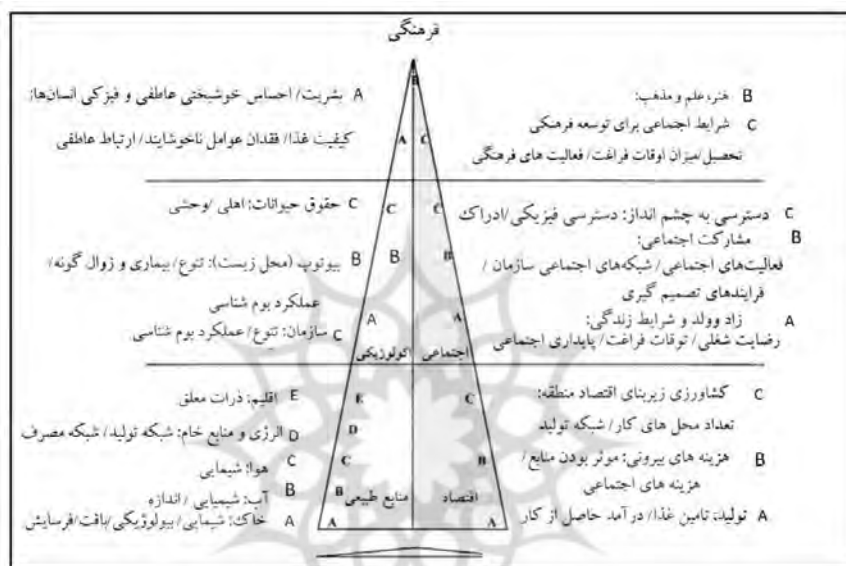 فرهنگی
B هنر، علم و مذهب:
C شرایط اجتماعی برای توسعه فرهنگی
تحصیل/میزان اوقات فراغت/ فعالیت های فرهنگی
A بشریت/ احساس خوشبختی عاطفی و فیزکی انسان‌ها:
کیفیت غذا/ فقدان عوامل ناخوشایند/ ارتباط عاطفی
B
A C
C دسترسی به چشم انداز: دسترسی فیزیکی/ادراک
B مشارکت اجتماعی:
فعالیت‌های اجتماعی/ شبکه‌های اجتماعی سازمان /
فرایندهای تصمیم گیری
A زاد وولد و شرایط زندگی:
رضایت شغلی/ توقات فراغت/ پایداری اجتماعی
C حقوق حیوانات: اهلی /وحشی
B بیوتوپ (محل زیست): تنوع/ بیماری و زوال گونه/
عملکرد بوم شناسی
C سازمان: تنوع/ عملکرد بوم شناسی
C C
B B
A A
اجتماعی
اکولوژیکی
C کشاورزی زیربنای اقتصاد منطقه:
تعداد محل های کار/ شبکه تولید
B هزینه های بیرونی: موثر بودن منابع/
هزینه های اجتماعی
A تولید: تامین غذا/ در آمد حاصل از کار
E اقلیم: ذرات معلق
D انرژی و منابع خام: شبکه تولید/ شبکه مصرف
C هوا: شیمایی
B آب: شیمیایی / اندازه
A خاک: شیمایی/ بیولوژیکی/بافت/فرسایش
E C
D
C B
B منابع طبیعی
اقتصاد
A A